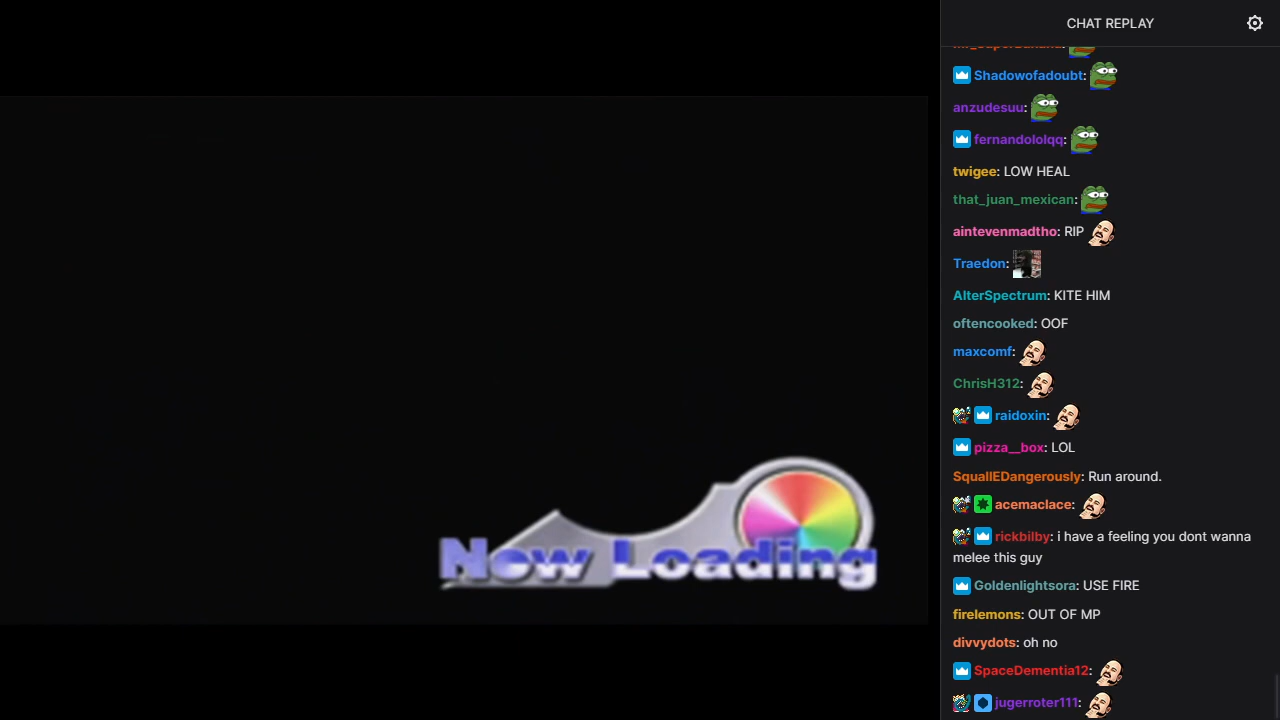 CHAT REPLAY
Shadowofadoubt:
anzudesuu:
fernandololqq:
twigee: LOW HEAL
that_juan_mexican:
aintevenmadtho: RIP
Traedon:
AlterSpectrum: KITE HIM
oftencooked: OOF
maxcomf:
ChrisH312:
raidoxin:
pizza__box: LOL
SquallEDangerously: Run around.
acemaclace:
rickbilby: i have a feeling you dont wanna
melee this guy
Goldenlightsora: USE FIRE
firelemons: OUT OF MP
divvydots: oh no
SpaceDementia12:
jugerroter111:
Now Loading